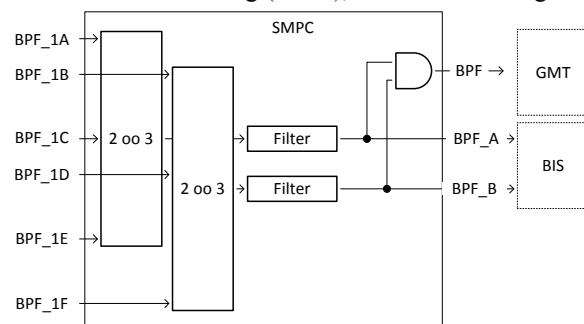 SMPC
BPF_1A
BPF_1B
BPF
GMT
BPF_1C
2 oo 3
Filter
BPF_A
BPF_1D
2 oo 3
Filter
BPF_B
BIS
BPF_1E
BPF_1F